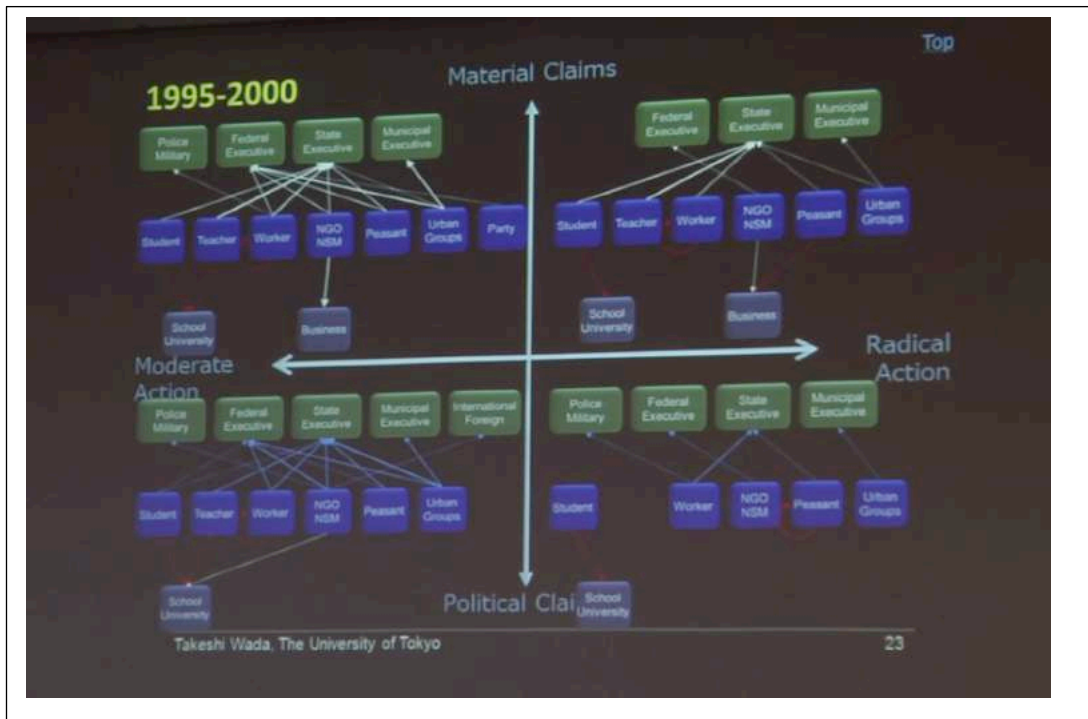 Top
Material Claims
1995-2000
Police
Military
Federal
Executive
State
Executive
Municipal
Executive
Student
Teacher
Worker
NGO
NSM
Peasant
Urban
Groups
Party
School
University
Business
Federal
Executive
State
Executive
Municipal
Executive
Student
Teacher
Worker
NGO
NSM
Peasant
Urban
Groups
School
University
Business
Moderate
Action
Radical
Action
Police
Military
Federal
Executive
State
Executive
Municipal
Executive
International
Foreign
Student
Teacher
Worker
NGO
NSM
Peasant
Urban
Groups
School
University
Police
Military
Federal
Executive
State
Executive
Municipal
Executive
Student
Worker
NGO
NSM
Peasant
Urban
Groups
School
University
Political Clai
Takeshi Wada, The University of Tokyo
23